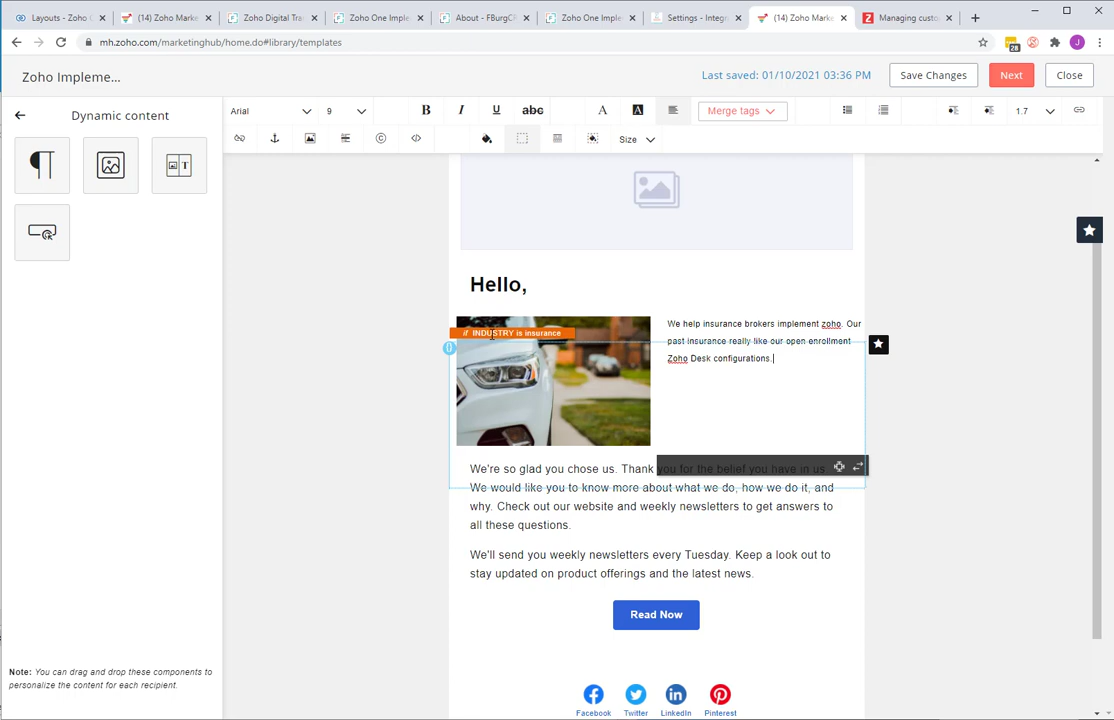 Layouts - Zoho C
(14) Zoho Marke
Zoho Digital Tra
Zoho One Imple
About - FBurgCP
Zoho One Imple
Settings - Integr
(14) Zoho Marke
Managing custo
mh.zoho.com/marketinghub/home.do#library/templates
28
J
Zoho Impleme...
Last saved: 01/10/2021 03:36 PM
Save Changes
Next
Close
Dynamic content
Arial
9
B
I
U
abc
A
A
Merge tags
1.7
Size
T
Hello,
if INDUSTRY is insurance
We help insurance brokers implement zoho. Our
past insurance really like our open enrollment
Zoho Desk configurations.
We're so glad you chose us. Thank you for the belief you have in us.
We would like you to know more about what we do, how we do it, and
why. Check out our website and weekly newsletters to get answers to
all these questions.
We'll send you weekly newsletters every Tuesday. Keep a look out to
stay updated on product offerings and the latest news.
Read Now
Facebook
Twitter
LinkedIn
Pinterest
Note: You can drag and drop these components to
personalize the content for each recipient.